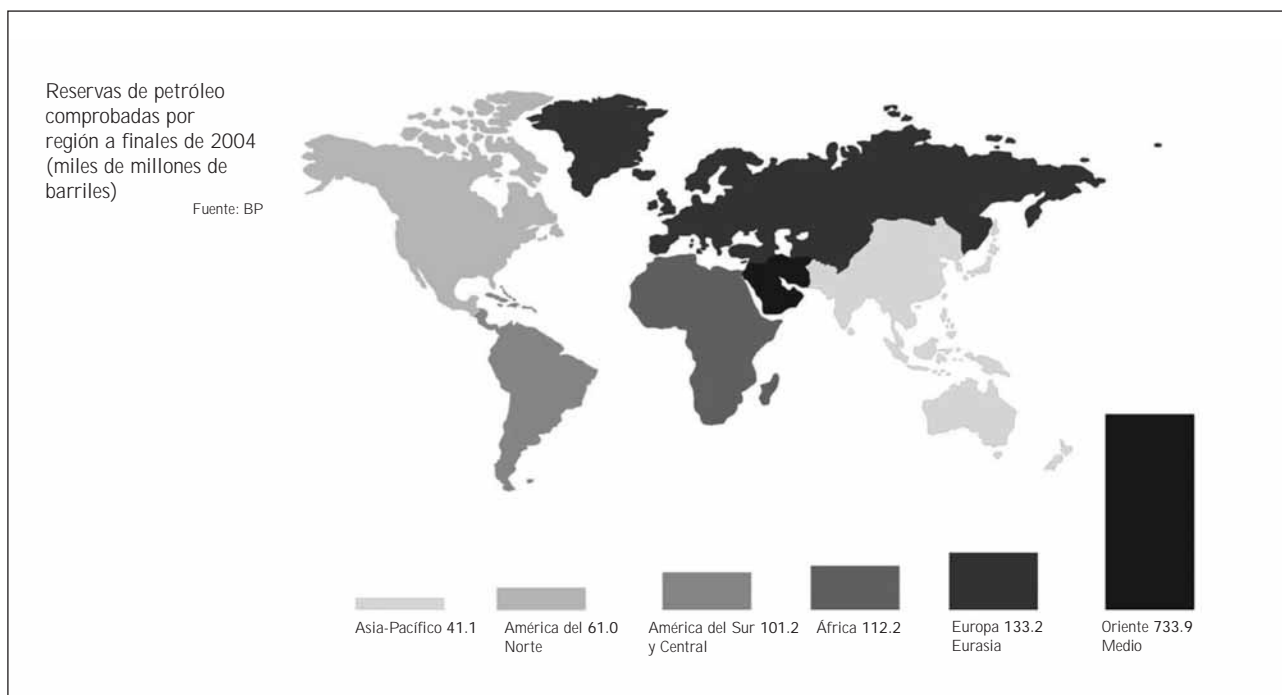 Reservas de petróleo
comprobadas por
región a finales de 2004
(miles de millones de
barriles)
Fuente: BP
Asia-Pacífico 41.1
América del 61.0
Norte
América del Sur 101.2
y Central
África 112.2
Europa 133.2
Eurasia
Oriente 733.9
Medio